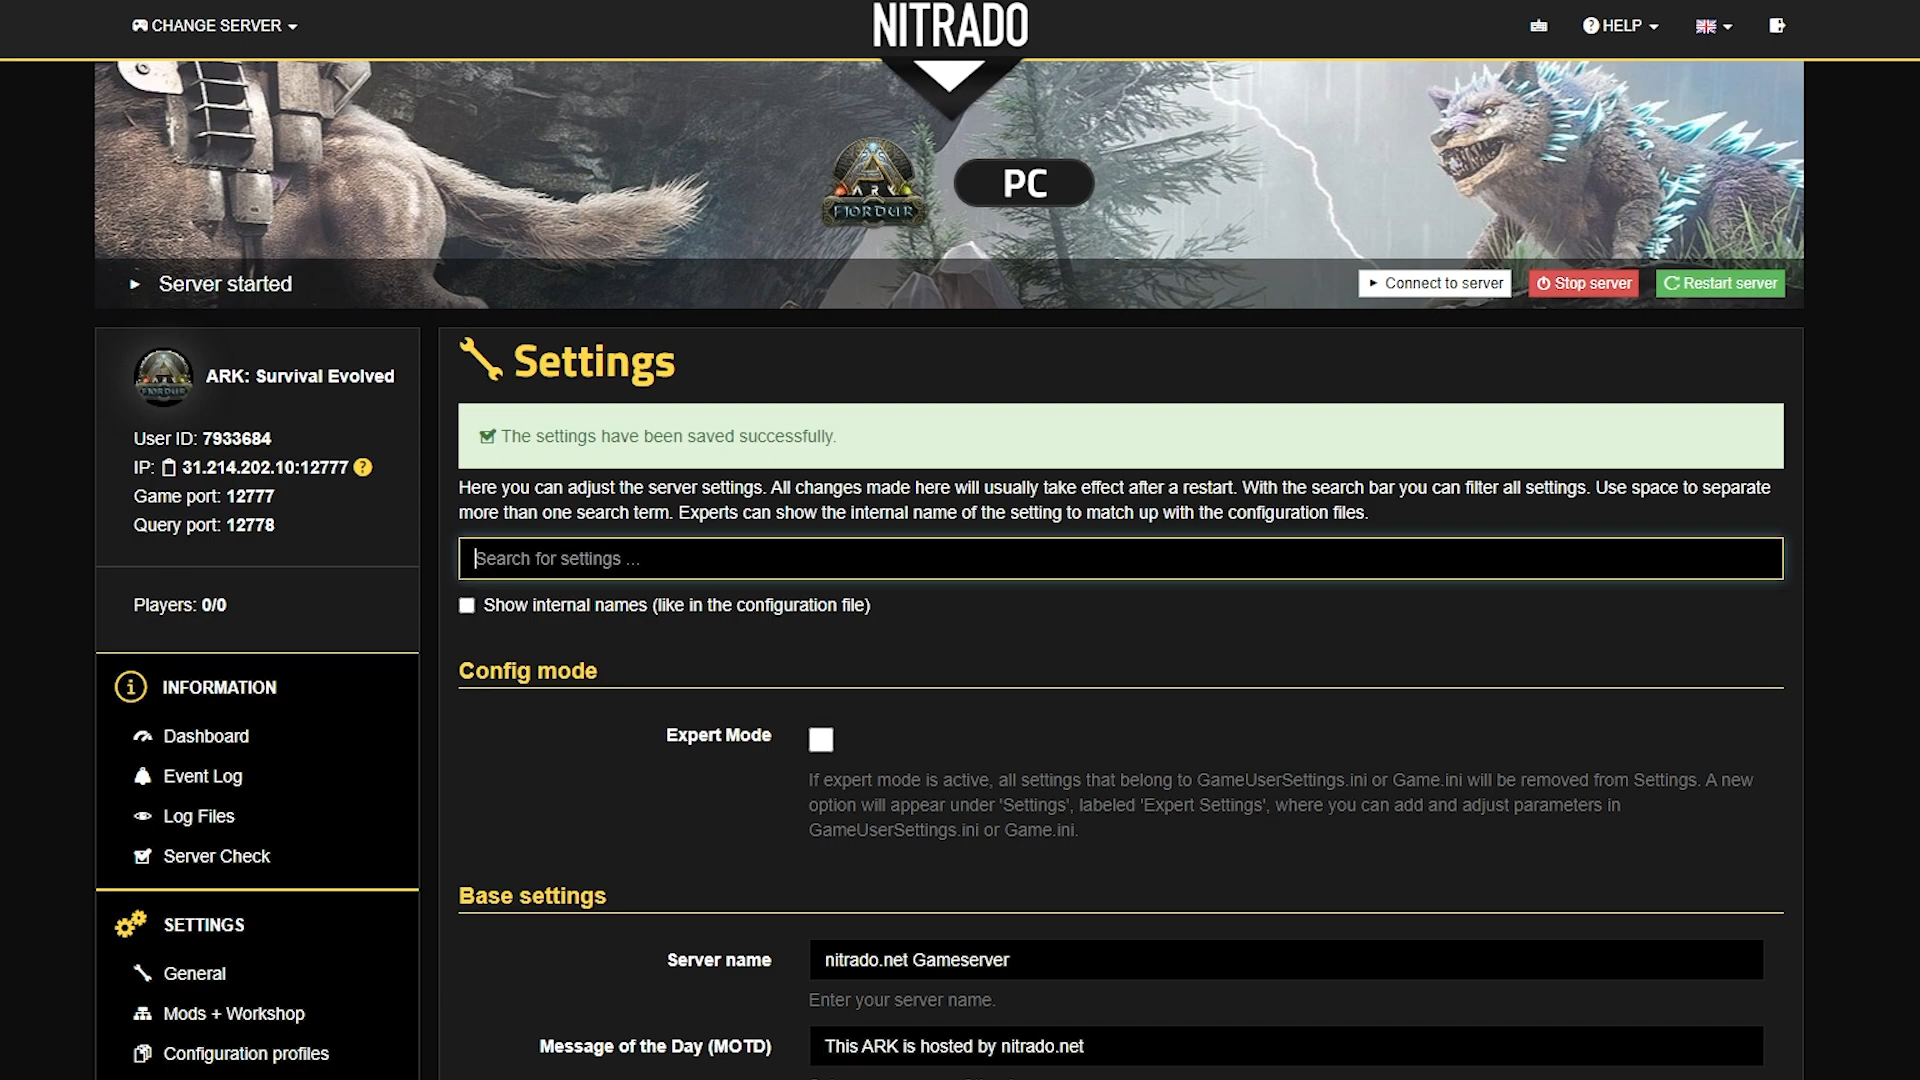 CHANGE SERVER
NITRADO
HELP
ARK
FJORDUR
PC
Server started
Connect to server
Stop server
Restart server
ARK: Survival Evolved
User ID: 7933684
IP: 31.214.202.10:12777 ?
Game port: 12777
Query port: 12778
Players: 0/0
INFORMATION
Dashboard
Event Log
Log Files
Server Check
SETTINGS
General
Mods + Workshop
Configuration profiles
Settings
The settings have been saved successfully.
Here you can adjust the server settings. All changes made here will usually take effect after a restart. With the search bar you can filter all settings. Use space to separate
more than one search term. Experts can show the internal name of the setting to match up with the configuration files.
Search for settings ...
Show internal names (like in the configuration file)
Config mode
Expert Mode
If expert mode is active, all settings that belong to GameUserSettings.ini or Game.ini will be removed from Settings. A new
option will appear under 'Settings', labeled 'Expert Settings', where you can add and adjust parameters in
GameUserSettings.ini or Game.ini.
Base settings
Server name
nitrado.net Gameserver
Enter your server name.
Message of the Day (MOTD)
This ARK is hosted by nitrado.net